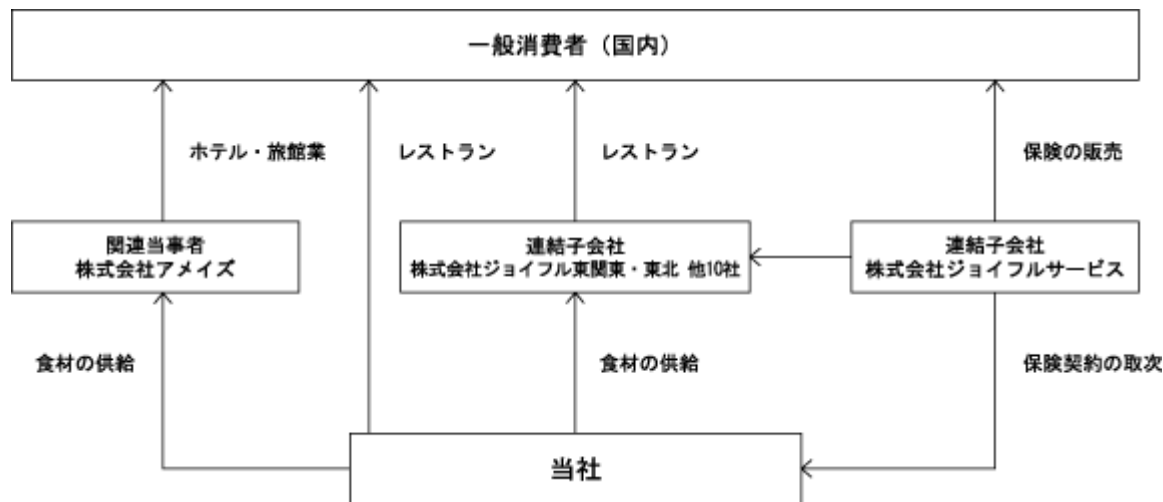 一般消費者（国内）
ホテル・旅館業
レストラン
レストラン
保険の販売
関連当事者
株式会社アメイズ
連結子会社
株式会社ジョイフル東関東・東北 他10社
連結子会社
株式会社ジョイフルサービス
食材の供給
食材の供給
保険契約の取次
当社